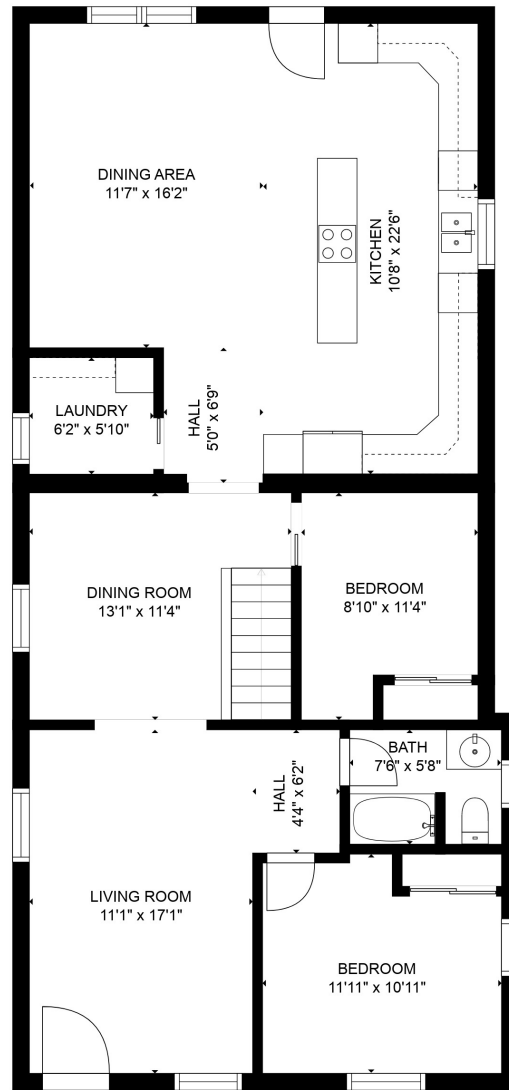 DINING AREA
11'7" x 16'2"
KITCHEN
10'8" x 22'6"
LAUNDRY
6'2" x 5'10"
HALL
5'0" x 6'9"
DINING ROOM
13'1" x 11'4"
BEDROOM
8'10" x 11'4"
BATH
7'6" x 5'8"
HALL
4'4" x 6'2"
LIVING ROOM
11'1" x 17'1"
BEDROOM
11'11" x 10'11"